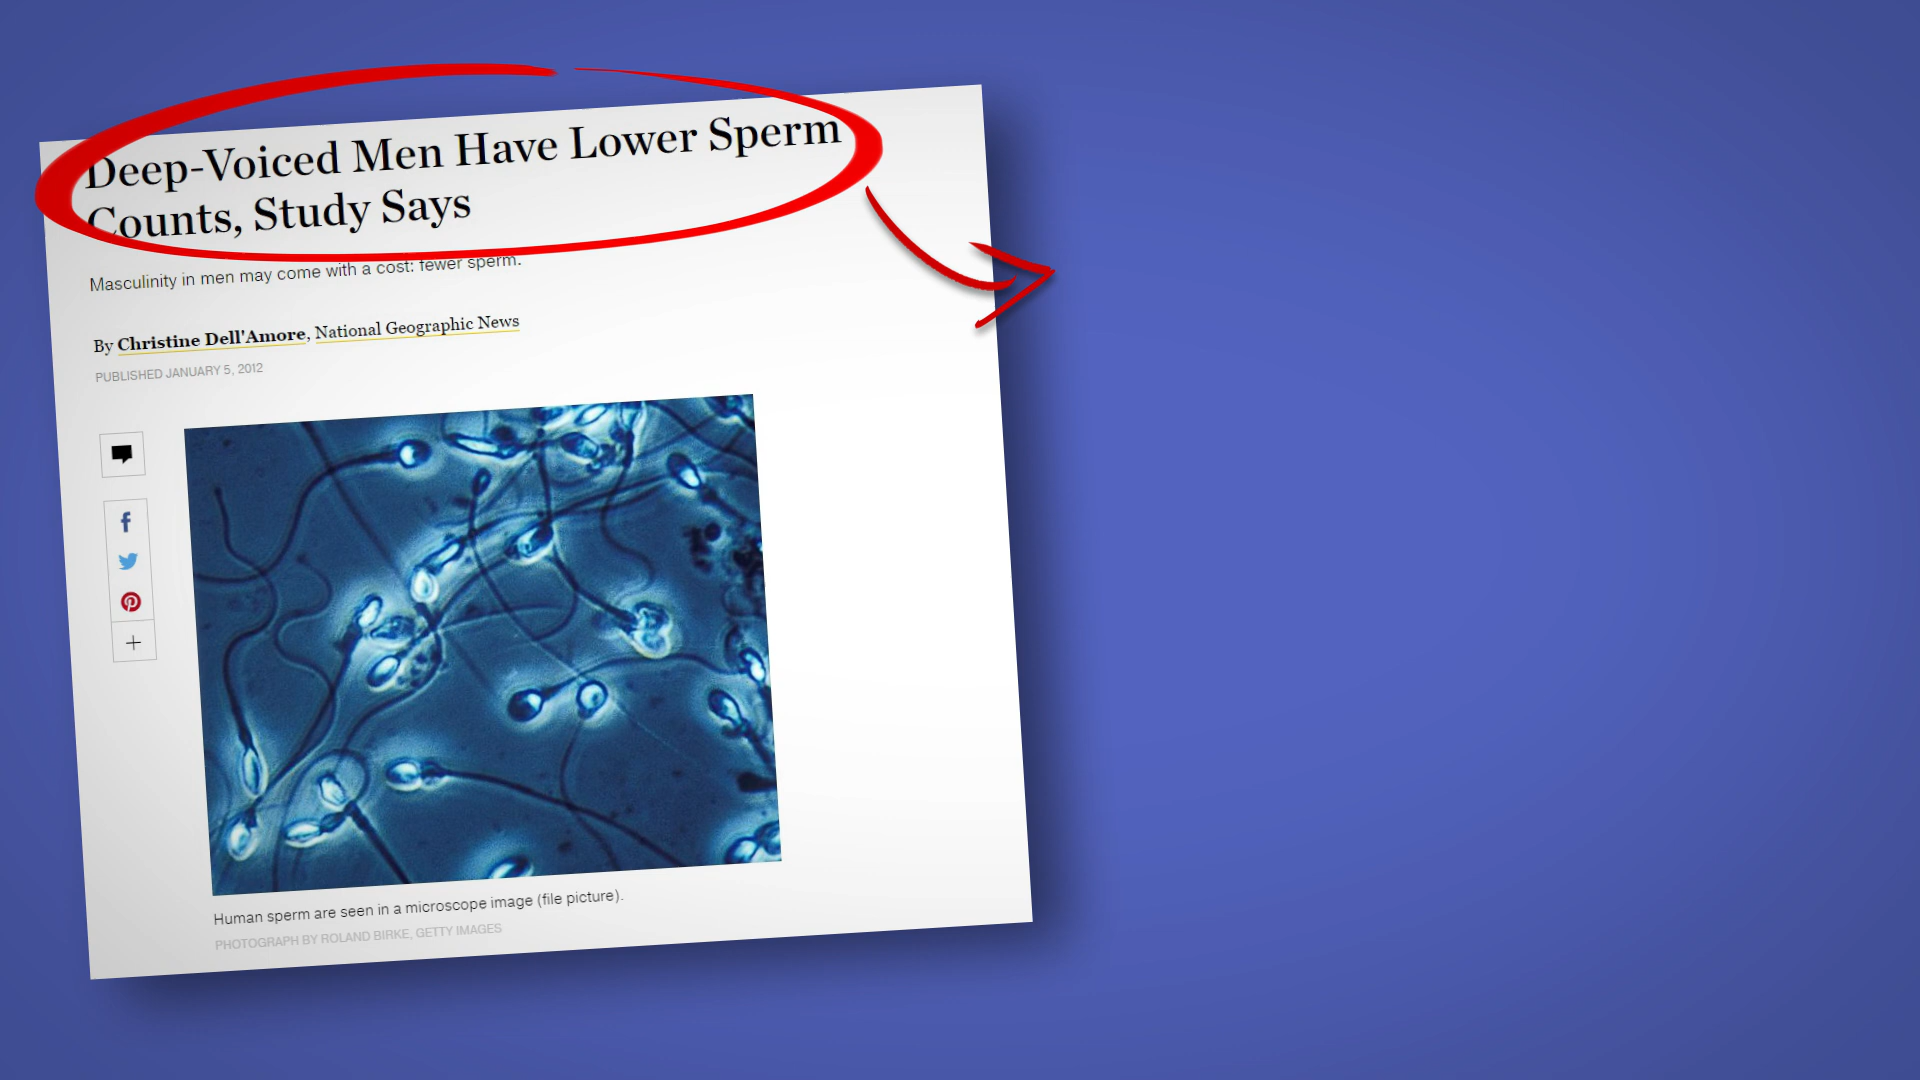 Deep-Voiced Men Have Lower Sperm
Counts, Study Says
Masculinity in men may come with a cost: fewer sperm.
By Christine Dell'Amore, National Geographic News
PUBLISHED JANUARY 5, 2012
Human sperm are seen in a microscope image (file picture).
PHOTOGRAPH BY ROLAND BIRKE, GETTY IMAGES